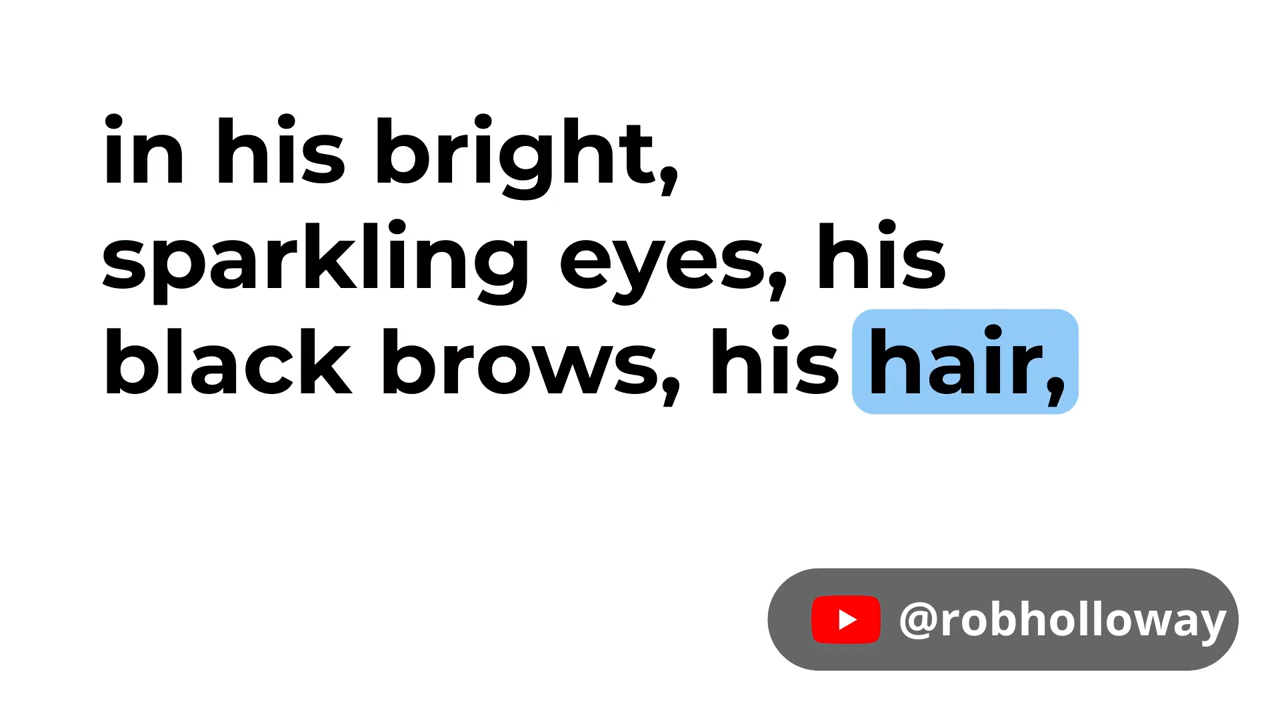 in his bright,
sparkling eyes, his
black brows, his hair,
@robholloway